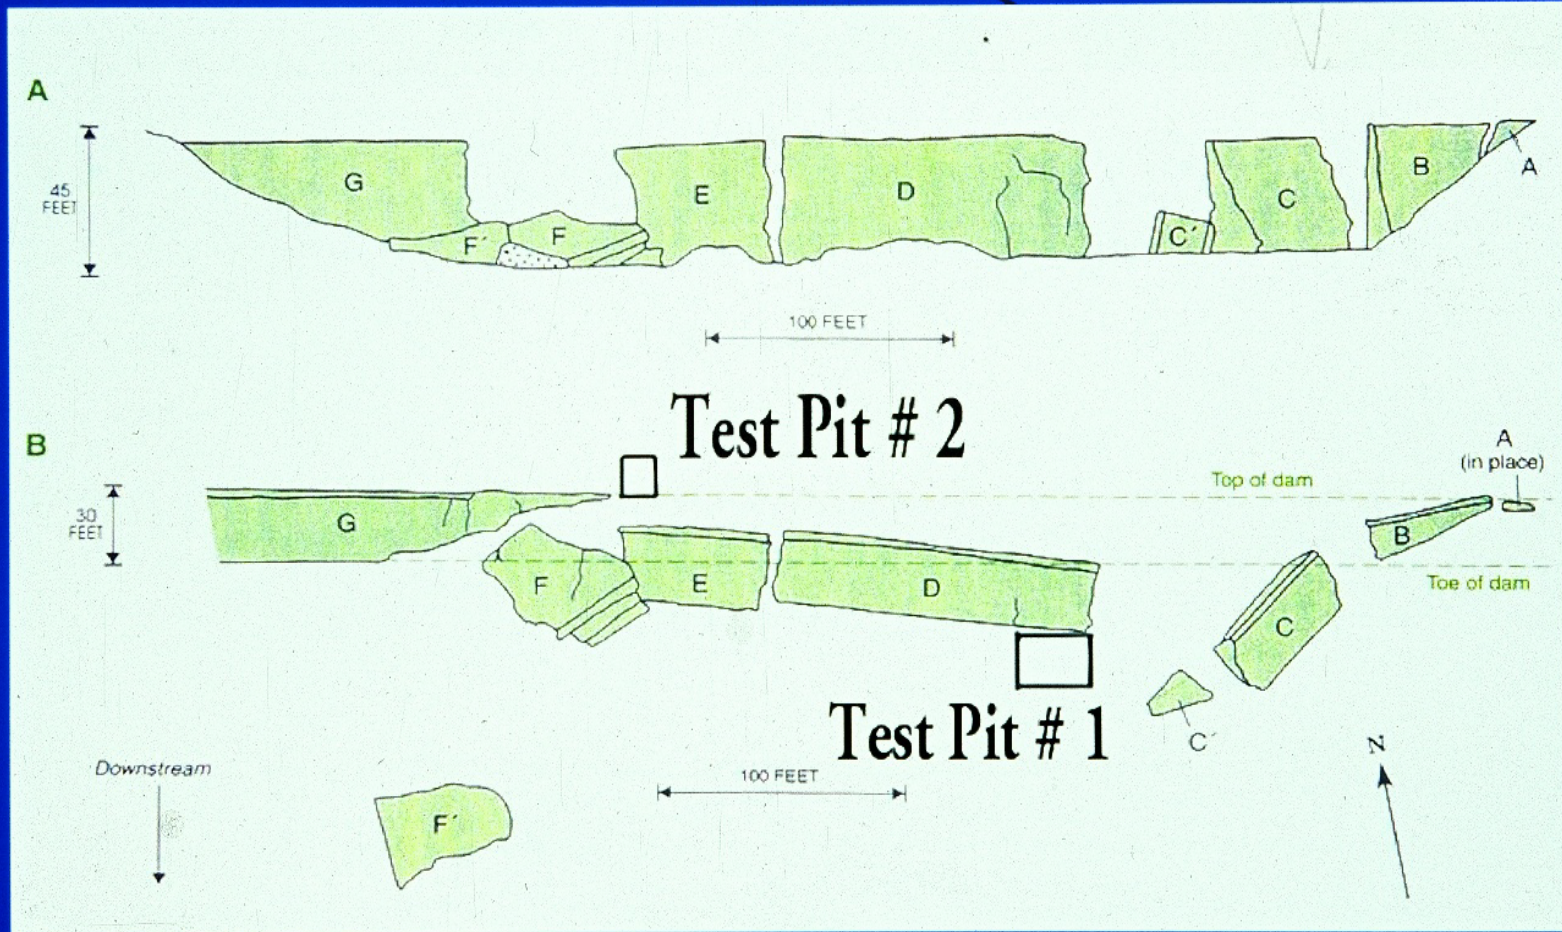 A
45
FEET
G
F´
F
E
D
C´
C
B
A
100 FEET
Test Pit # 2
B
30
FEET
G
F
E
D
Top of dam
A
(in place)
B
Toe of dam
C
C´
Test Pit # 1
Downstream
100 FEET
N
F´